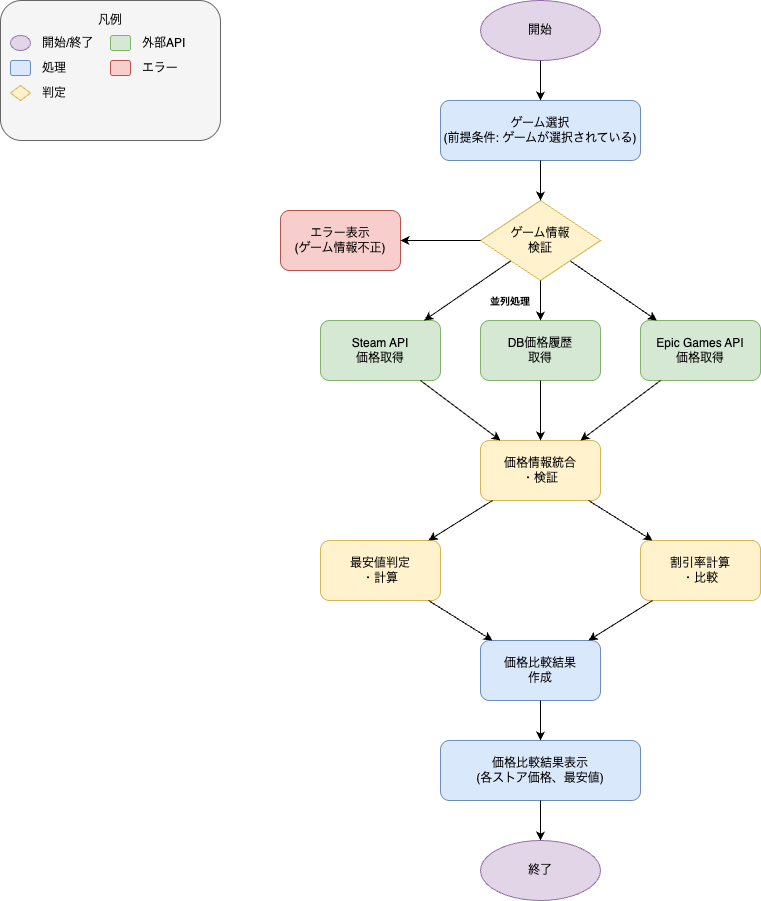 凡例
開始/終了
外部API
処理
エラー
判定
開始
ゲーム選択
(前提条件: ゲームが選択されている)
ゲーム情報
検証
エラー表示
(ゲーム情報不正)
並列処理
Steam API
価格取得
DB価格履歴
取得
Epic Games API
価格取得
価格情報統合
・検証
最安値判定
・計算
割引率計算
・比較
価格比較結果
作成
価格比較結果表示
(各ストア価格、最安値)
終了